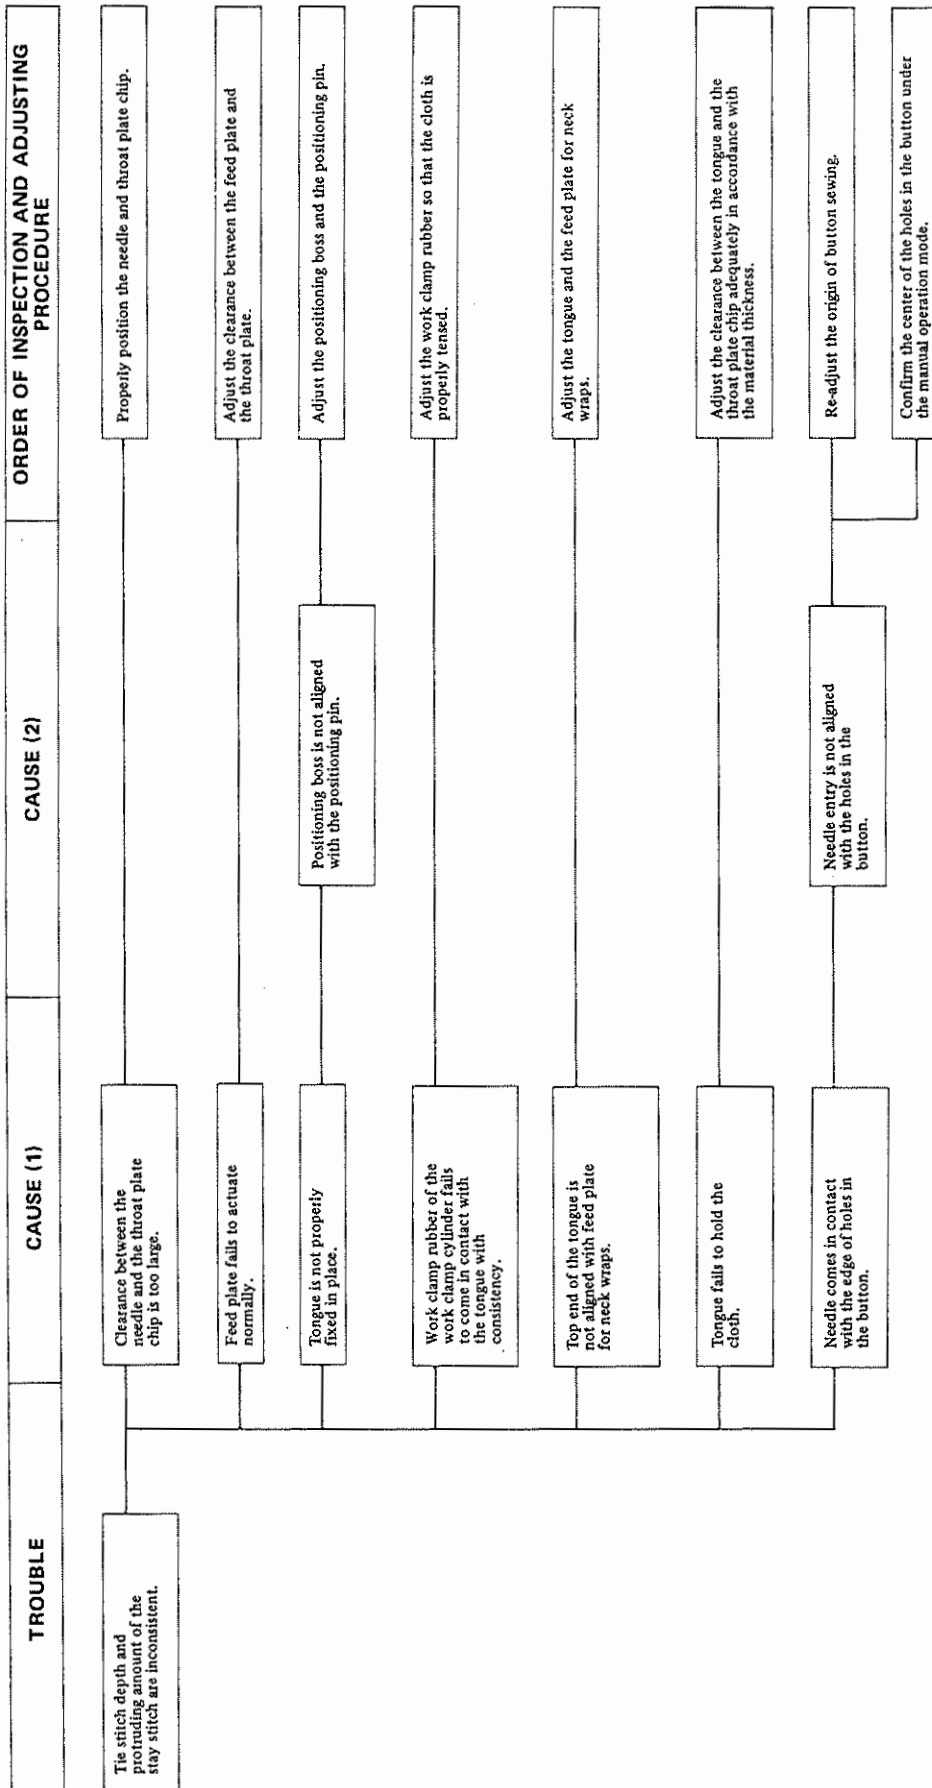 TROUBLE
CAUSE (1)
CAUSE (2)
ORDER OF INSPECTION AND ADJUSTING
PROCEDURE
Tie stitch depth and
protruding amount of the
stay stitch are inconsistent.
Clearance between the
needle and the throat plate
chip is too large.
Properly position the needle and throat plate chip.
Feed plate fails to actuate
normally.
Adjust the clearance between the feed plate and
the throat plate.
Tongue is not properly
fixed in place.
Positioning boss is not aligned
with the positioning pin.
Adjust the positioning boss and the positioning pin.
Work clamp rubber of the
work clamp cylinder fails
to come in contact with
the tongue with
consistency.
Adjust the work clamp rubber so that the cloth is
properly tensed.
Top end of the tongue is
not aligned with feed plate
for neck wraps.
Adjust the tongue and the feed plate for neck
wraps.
Tongue fails to hold the
cloth.
Adjust the clearance between the tongue and the
throat plate chip adequately in accordance with
the material thickness.
Needle comes in contact
with the edge of holes in
the button.
Needle entry is not aligned
with the holes in the
button.
Re-adjust the origin of button sewing.
Confirm the center of the holes in the button under
the manual operation mode.